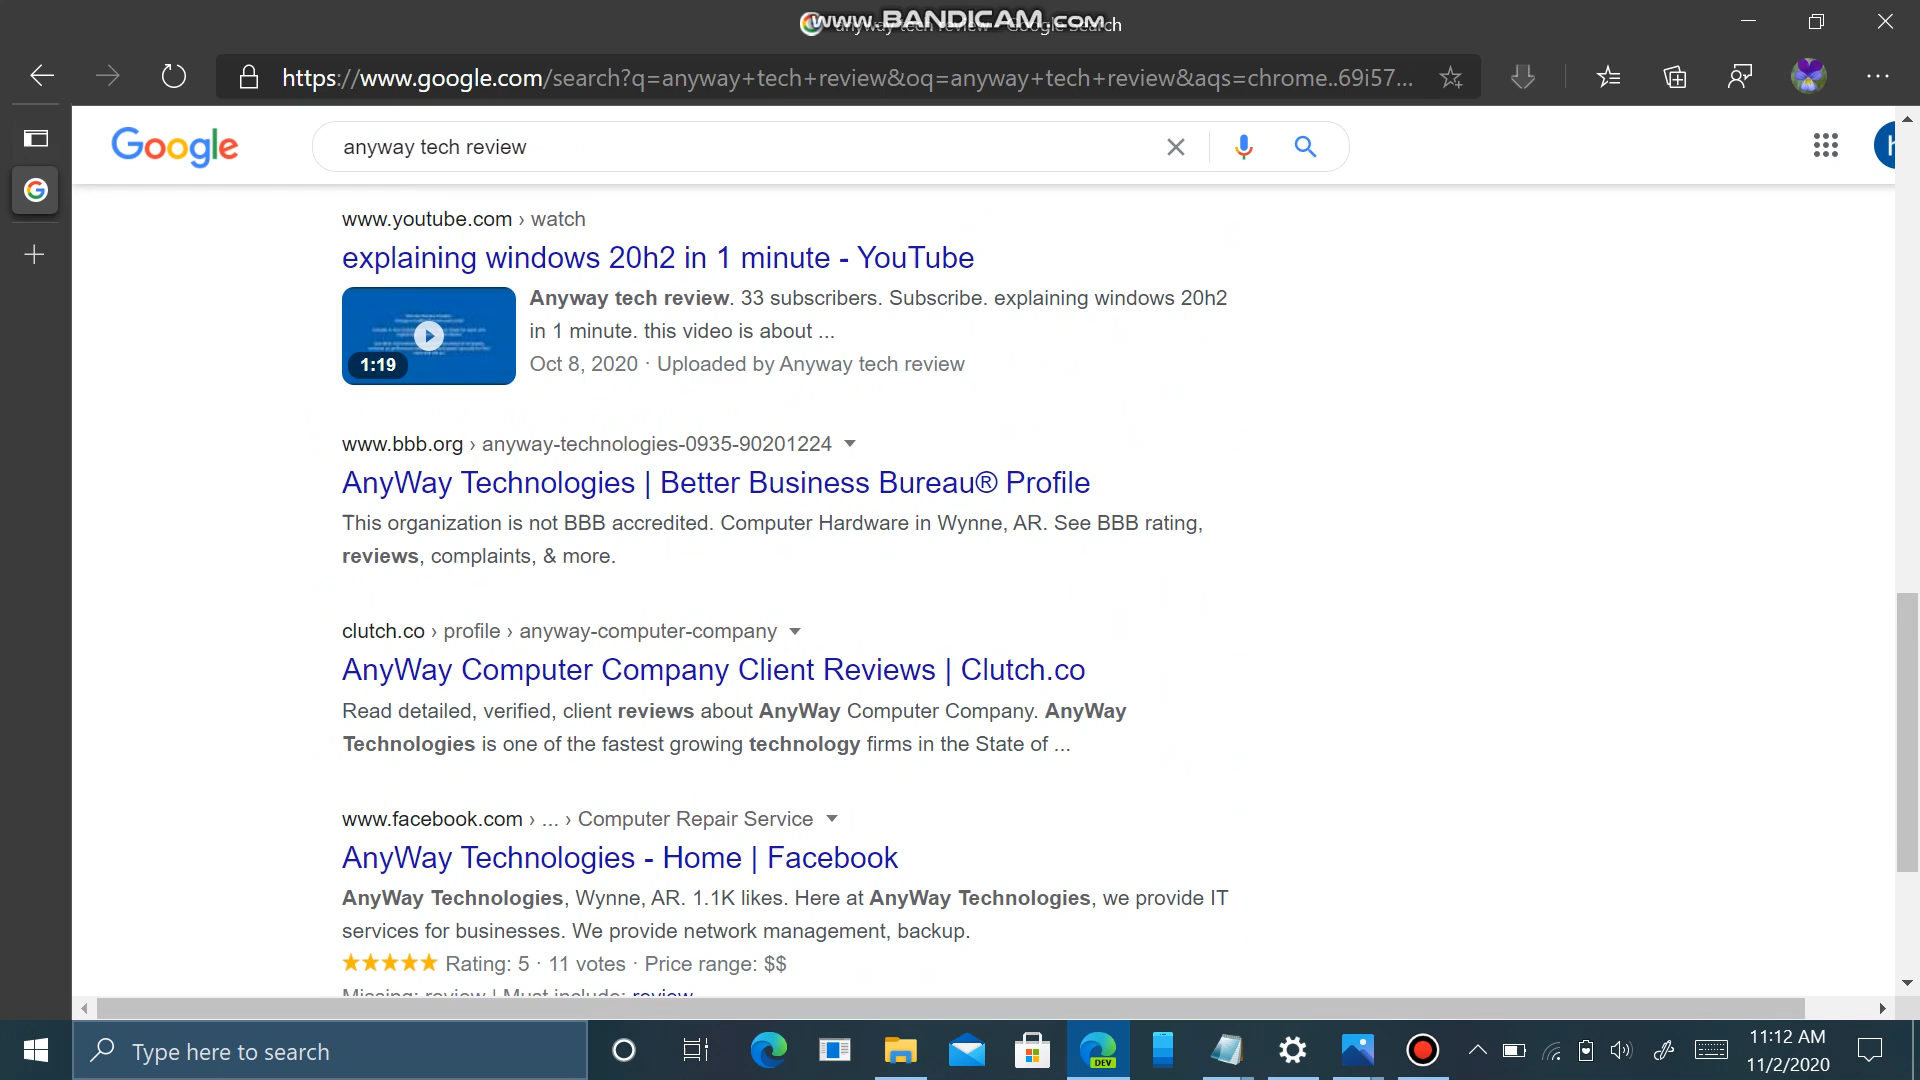 www.BANDICAM.com
anyway tech review - Google Search
https://www.google.com/search?q=anyway+tech+review&oq=anyway+tech+review&aqs=chrome..69i57...
Google
anyway tech review
www.youtube.com › watch
explaining windows 20h2 in 1 minute - YouTube
Anyway tech review. 33 subscribers. Subscribe. explaining windows 20h2
in 1 minute. this video is about ...
1:19
Oct 8, 2020 · Uploaded by Anyway tech review
www.bbb.org › anyway-technologies-0935-90201224
AnyWay Technologies | Better Business Bureau® Profile
This organization is not BBB accredited. Computer Hardware in Wynne, AR. See BBB rating,
reviews, complaints, & more.
clutch.co › profile › anyway-computer-company
AnyWay Computer Company Client Reviews | Clutch.co
Read detailed, verified, client reviews about AnyWay Computer Company. AnyWay
Technologies is one of the fastest growing technology firms in the State of ...
www.facebook.com › ... › Computer Repair Service
AnyWay Technologies - Home | Facebook
AnyWay Technologies, Wynne, AR. 1.1K likes. Here at AnyWay Technologies, we provide IT
services for businesses. We provide network management, backup.
Rating: 5 · 11 votes · Price range: $$
Missing: review | Must include: review
Type here to search
DEV
11:12 AM
11/2/2020